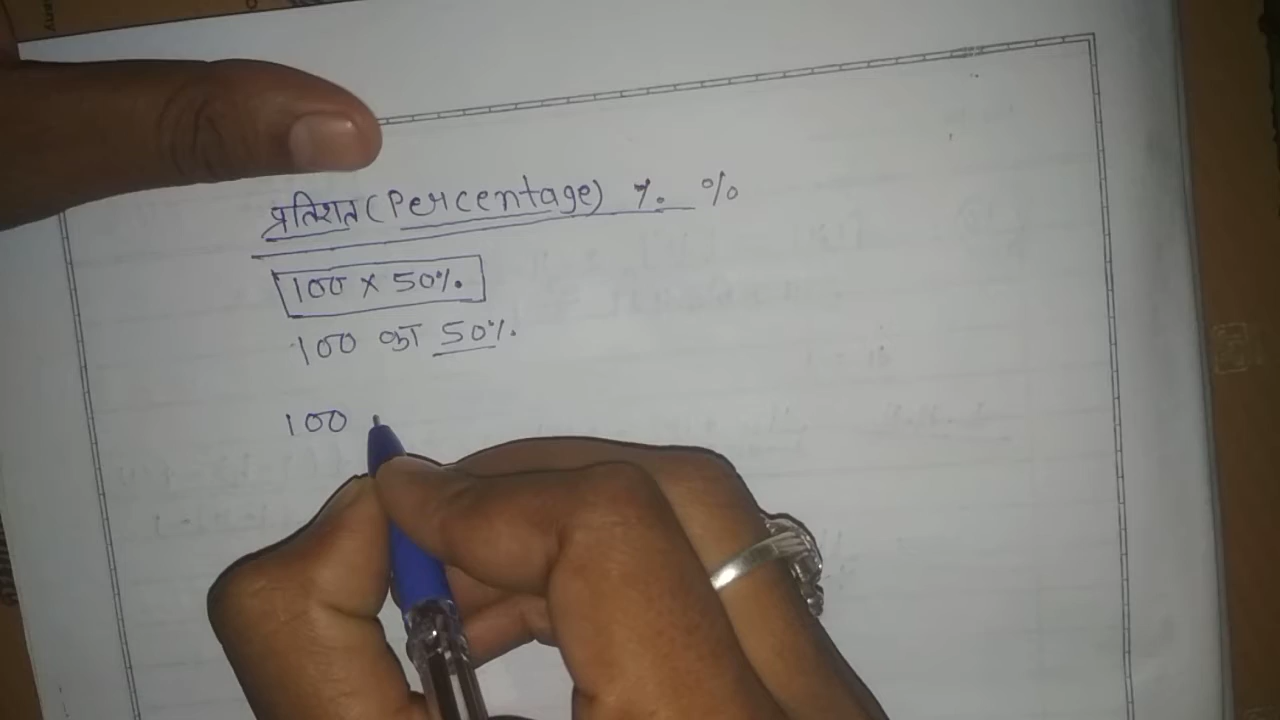 प्रतिशत (Percentage) %. %
100 × 50%.
100 का 50%.
100